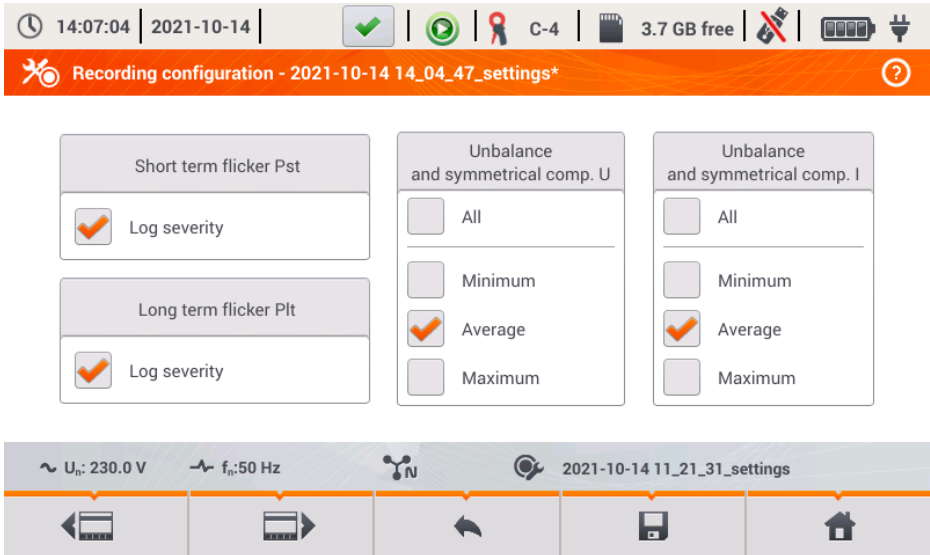 14:07:04 2021-10-14 C-4 3.7 GB free
Recording configuration - 2021-10-14 14_04_47_settings* ?
Short term flicker Pst
Log severity
Long term flicker Plt
Log severity
Unbalance
and symmetrical comp. U
All
Minimum
Average
Maximum
Unbalance
and symmetrical comp. I
All
Minimum
Average
Maximum
Un: 230.0 V fn:50 Hz N 2021-10-14 11_21_31_settings